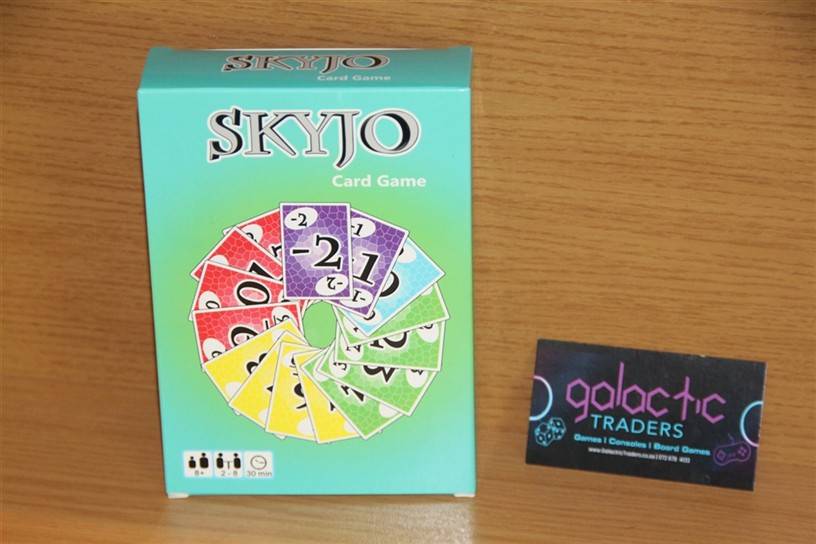 SKYJO
Card Game
SKYJO
Card Game
-2
-1
-2
-1
0
-2
-1
8+
2 - 8
30 min
galactic
TRADERS
Games | Consoles | Board Games